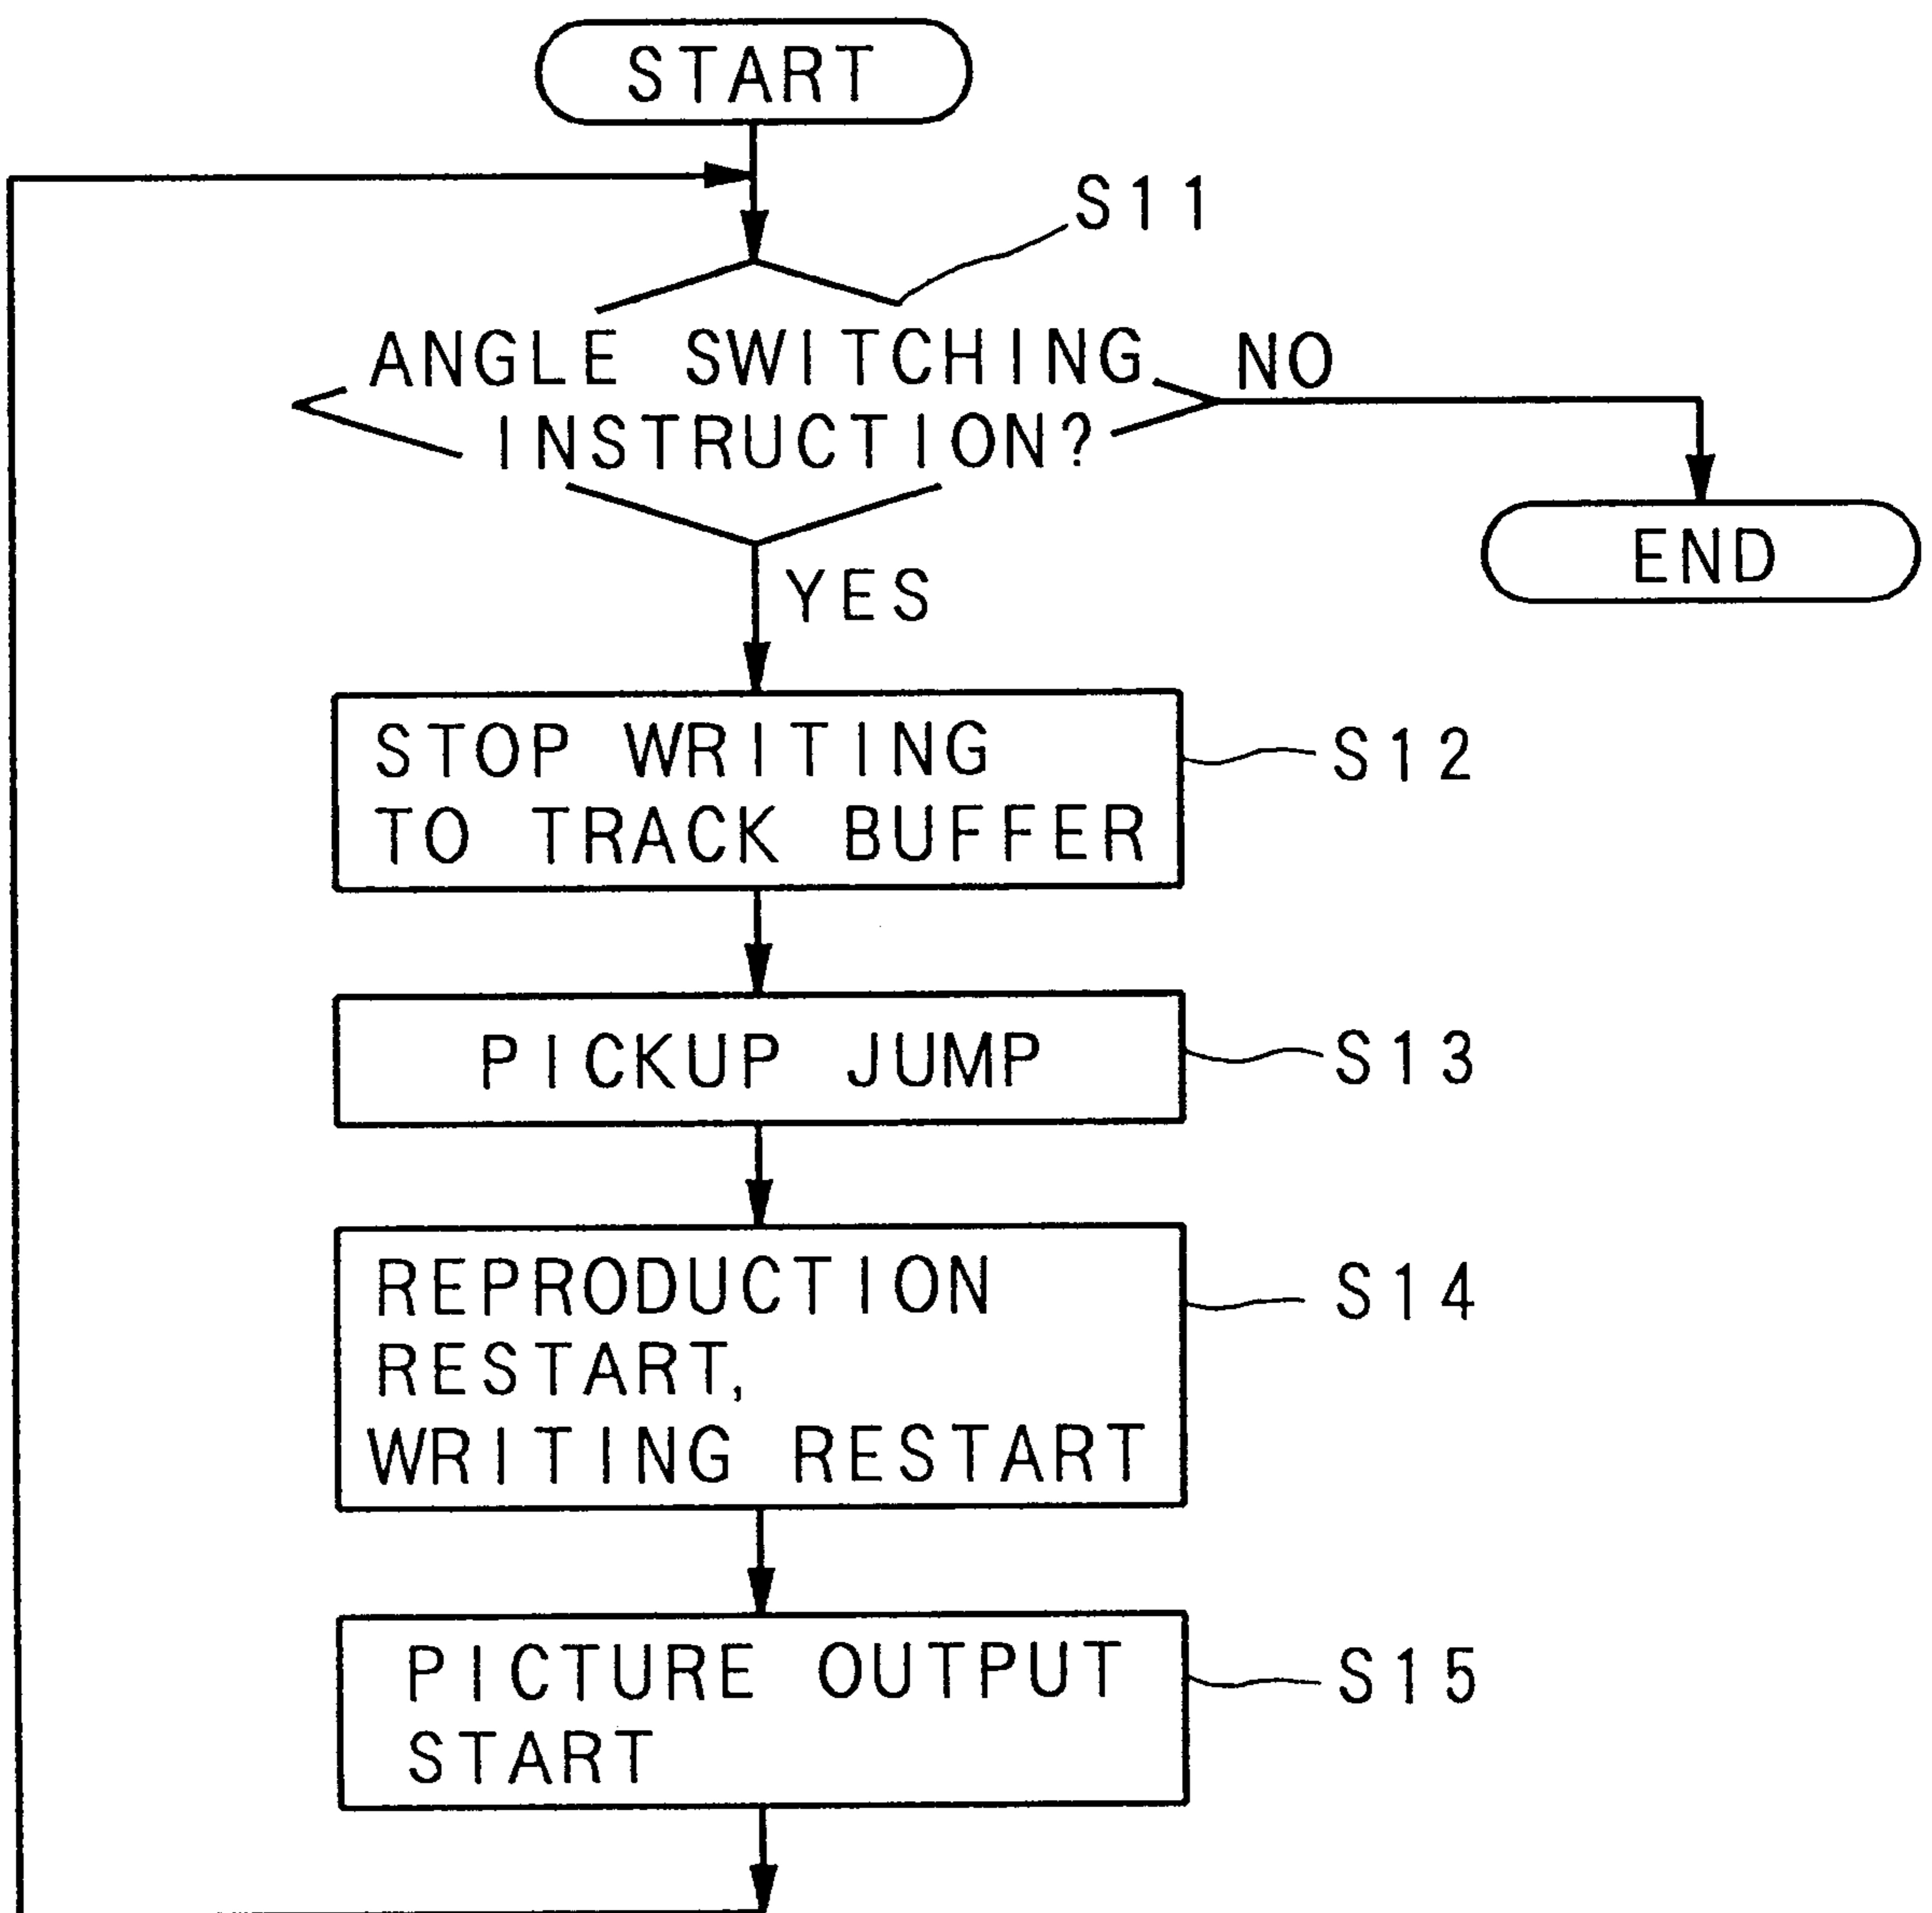 START
S11
ANGLE SWITCHING
INSTRUCTION?
NO
END
YES
STOP WRITING
TO TRACK BUFFER
S12
PICKUP JUMP
S13
REPRODUCTION
RESTART,
WRITING RESTART
S14
PICTURE OUTPUT
START
S15